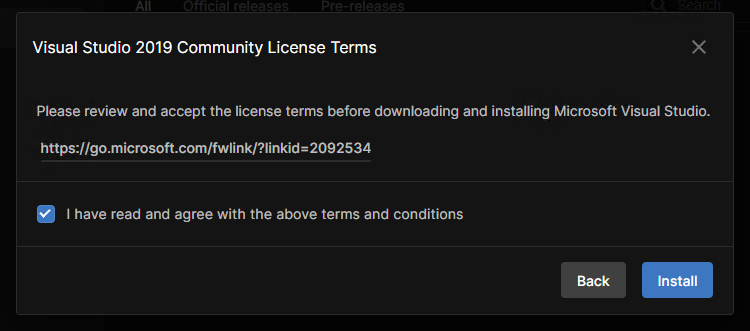 All Official releases Pre-releases Search
Visual Studio 2019 Community License Terms
Please review and accept the license terms before downloading and installing Microsoft Visual Studio.
https://go.microsoft.com/fwlink/?linkid=2092534
I have read and agree with the above terms and conditions
Back Install